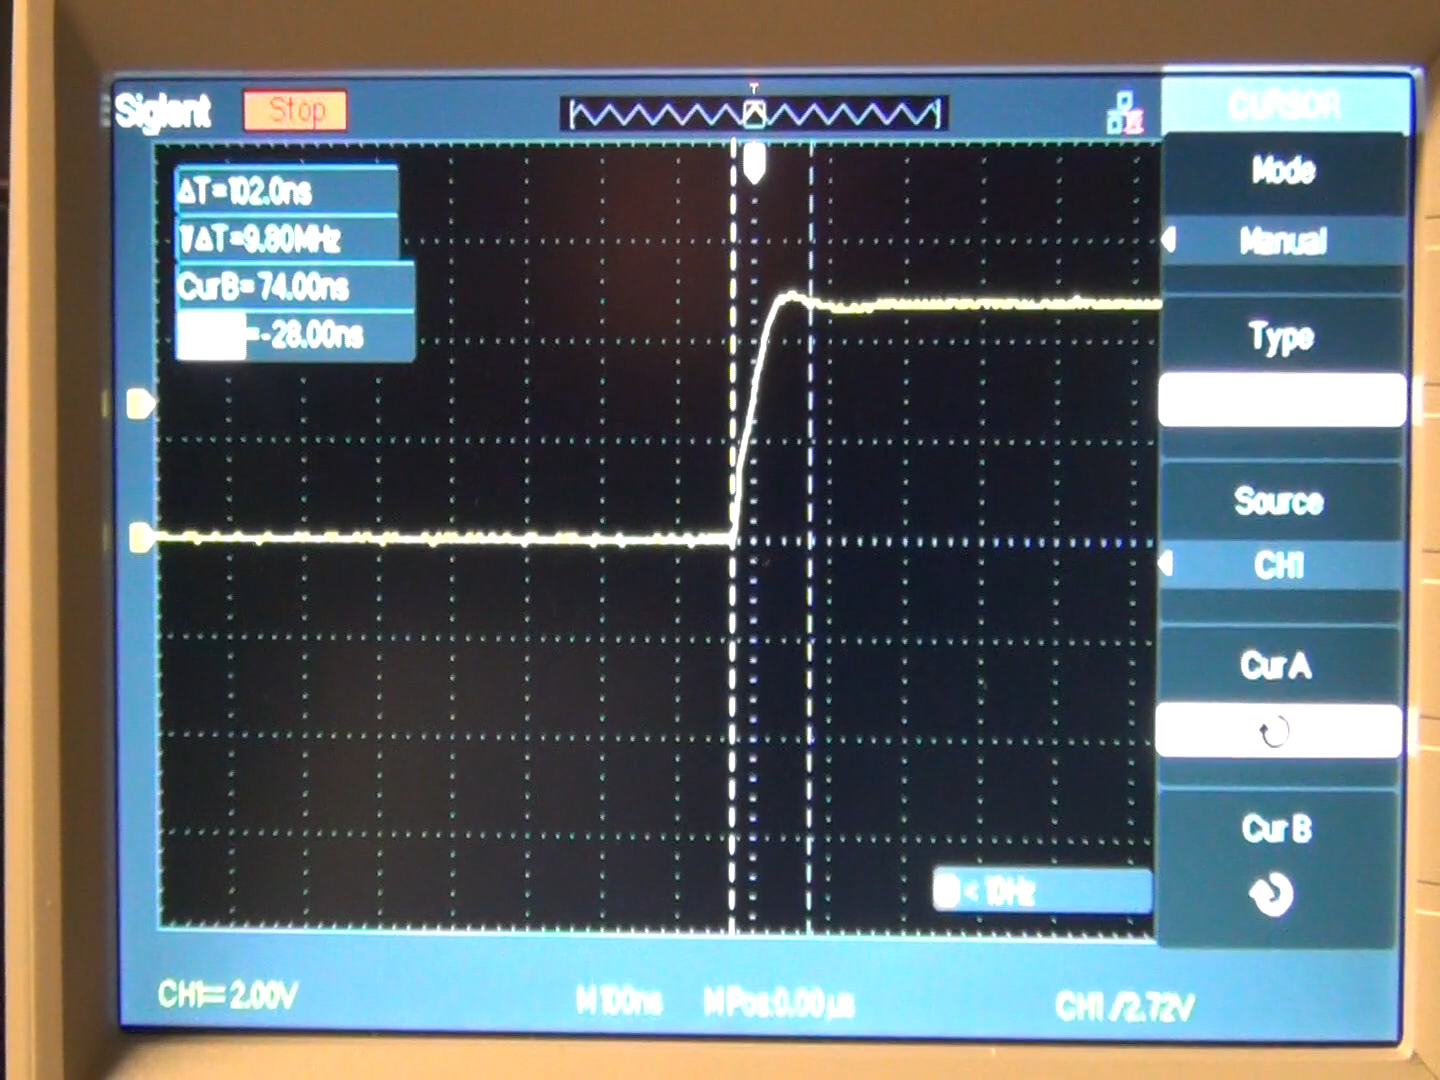 Siglent Stop T CURSOR
ΔT=102.0ns
1/ΔT=9.80MHz
CurB=74.00ns
=-28.00ns
Mode
Manual
Type
Source
CH1
CurA
CurB
< 10Hz
CH1 2.00V M 100ns M Pos:0.00µs CH1 /2.72V